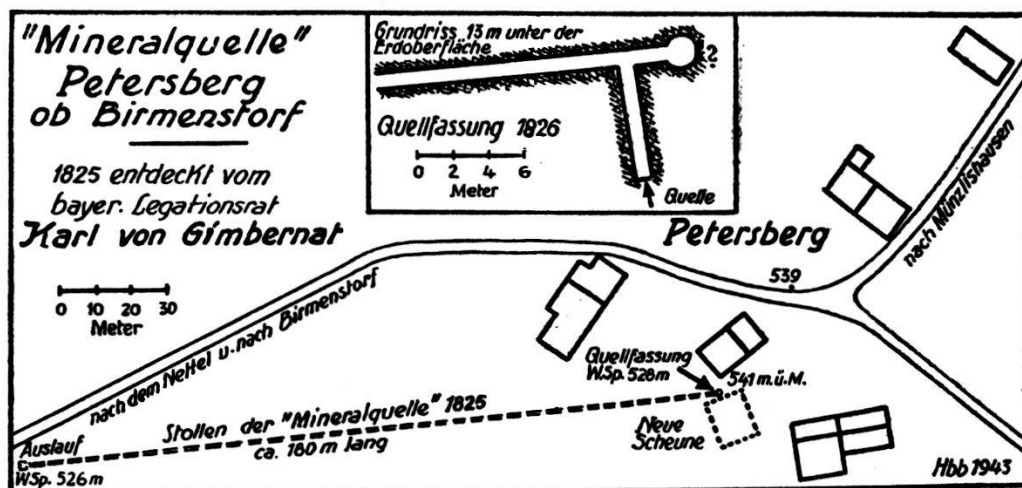 "Mineralquelle"
Petersberg
ob Birmenstorf
1825 entdeckt vom
bayer. Legationsrat
Karl von Gimbernat
0 10 20 30
Meter
Grundriss 13 m unter der
Erdoberfläche
?
Quellfassung 1826
0 2 4 6
Meter
Quelle
Petersberg
539
nach Münzlishausen
nach dem Nettel u. nach Birmenstorf
Quellfassung
W.Sp. 528 m
541 m.ü.M.
Neue
Scheune
Stollen der "Mineralquelle" 1825
ca. 180 m lang
Auslauf
W.Sp. 526 m
Hbb 1943